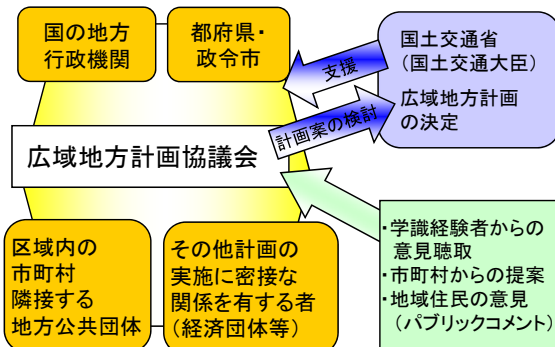 国の地方
行政機関
都府県・
政令市
支援
国土交通省
(国土交通大臣)
広域地方計画
の決定
計画案の検討
広域地方計画協議会
区域内の
市町村
隣接する
地方公共団体
その他計画の
実施に密接な
関係を有する者
(経済団体等)
・学識経験者からの
意見聴取
・市町村からの提案
・地域住民の意見
(パブリックコメント)